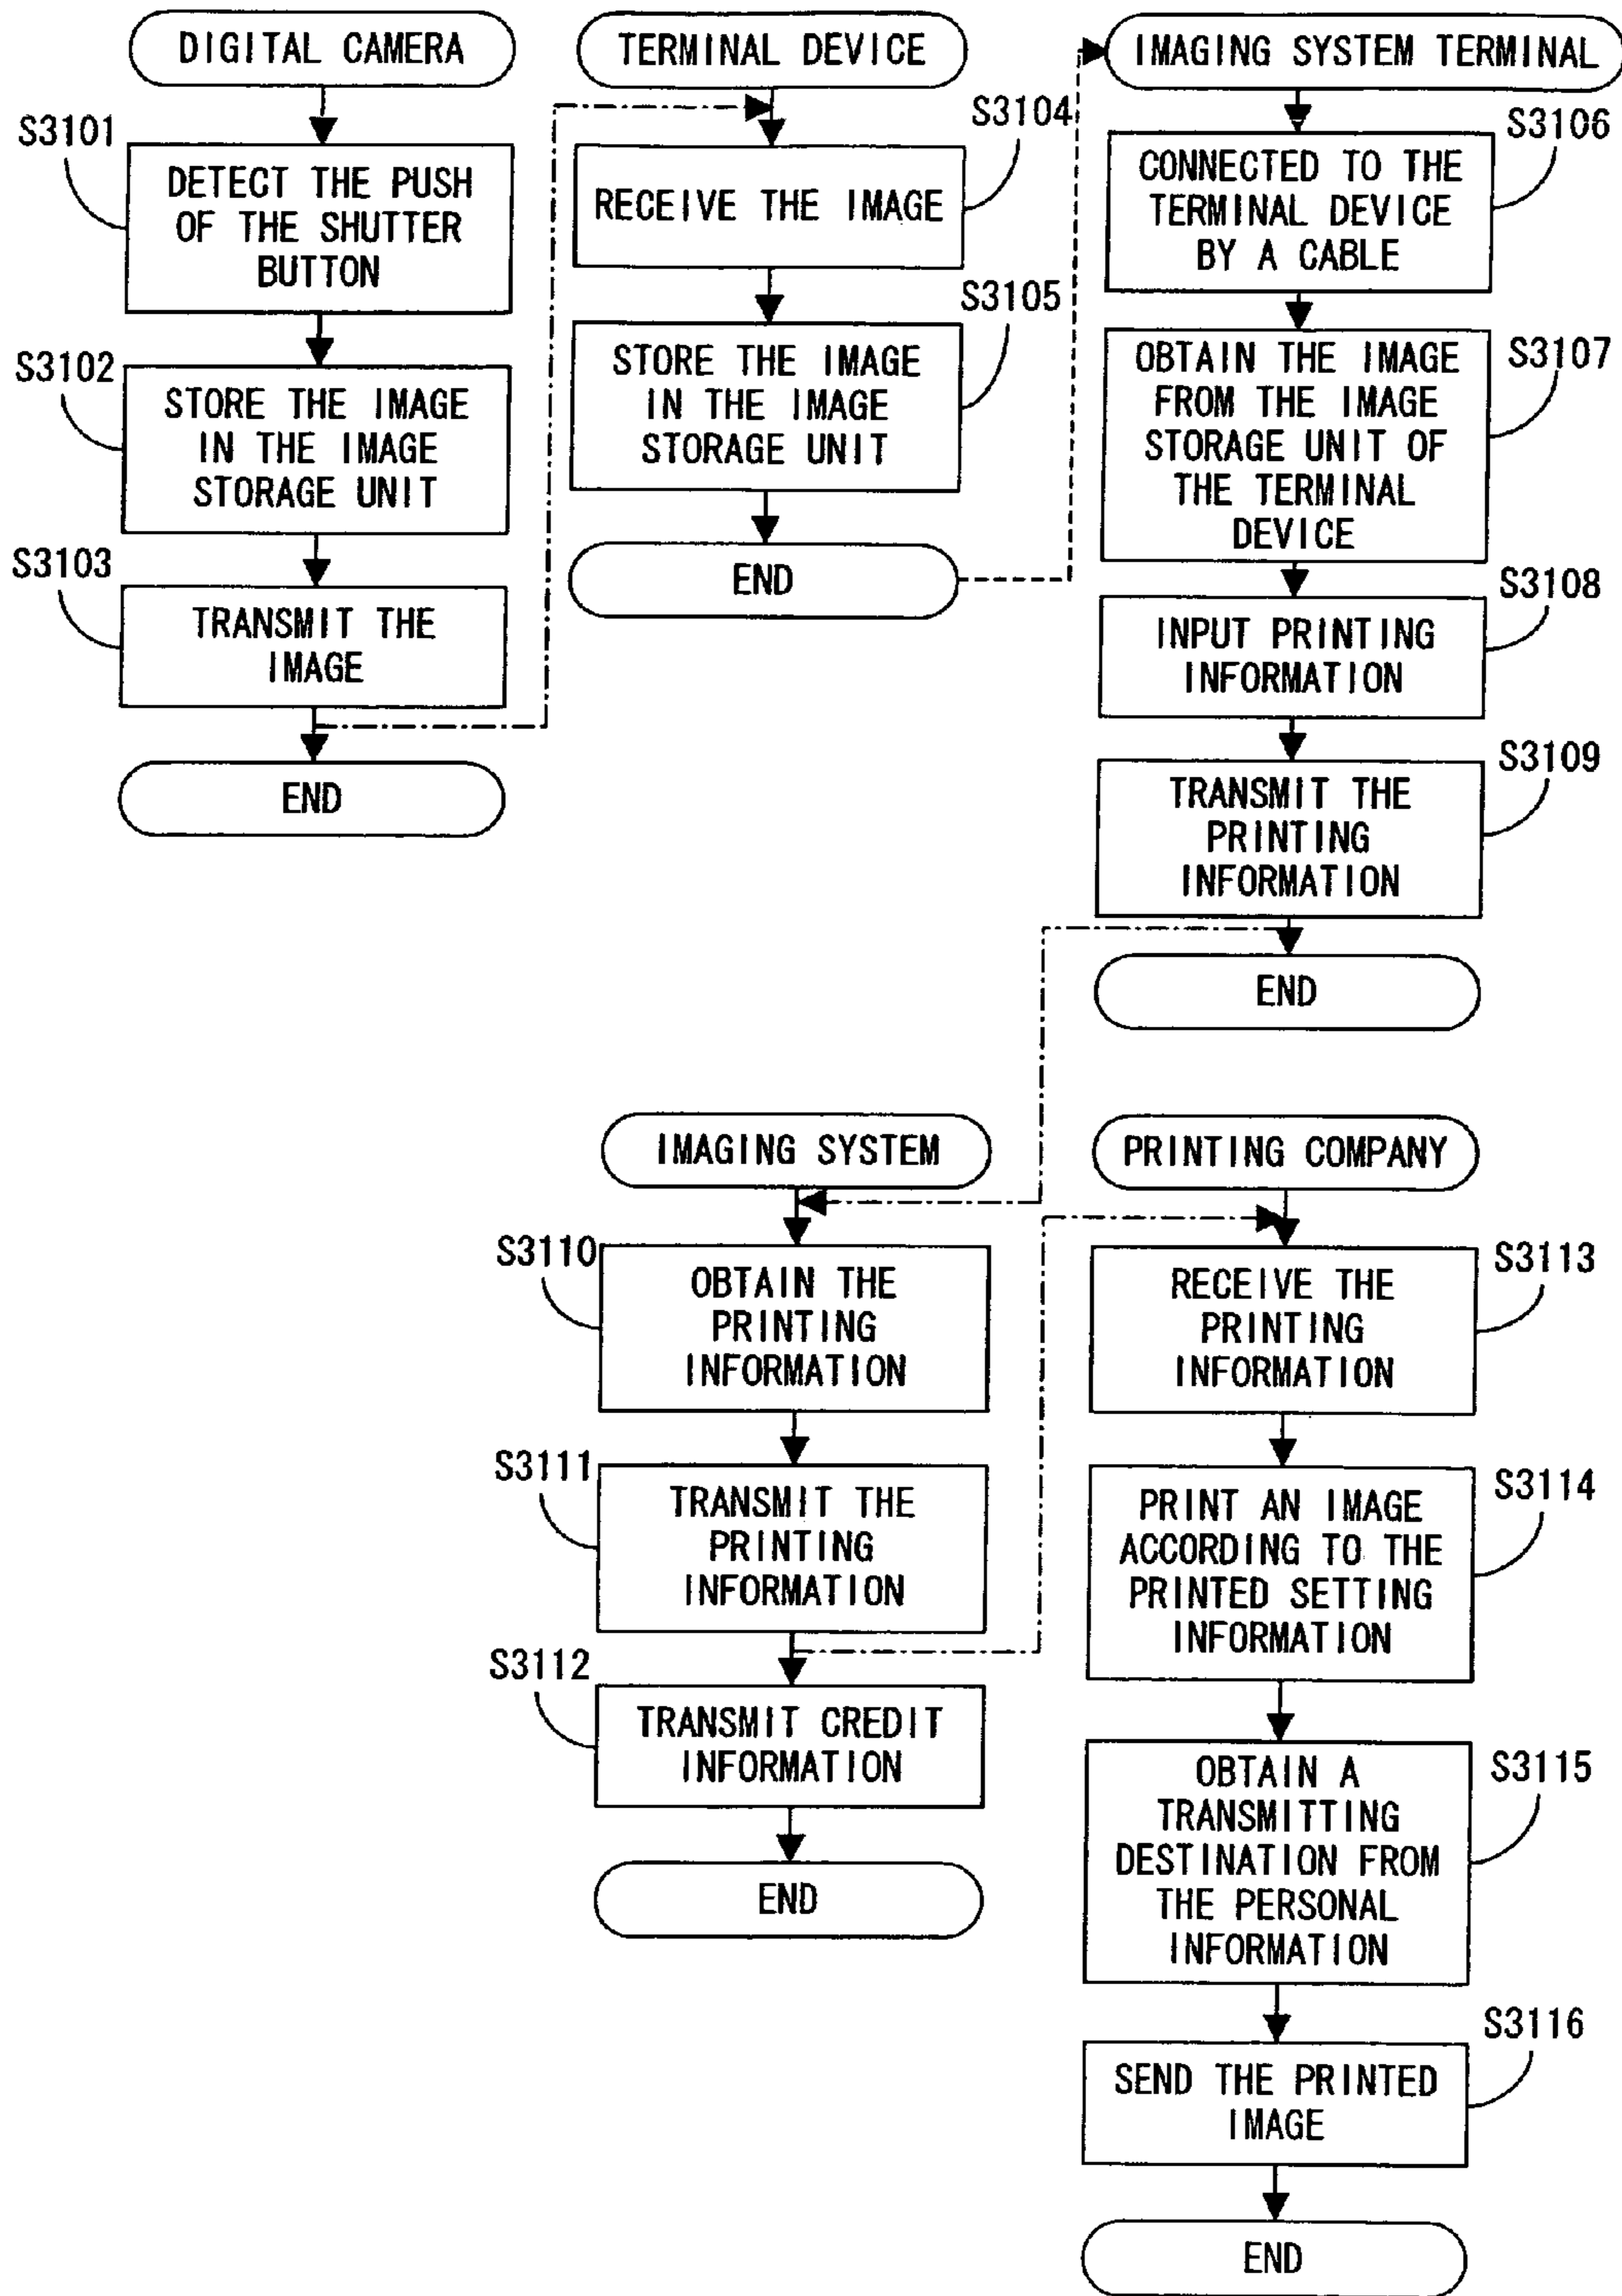 DIGITAL CAMERA
S3101
DETECT THE PUSH
OF THE SHUTTER
BUTTON
S3102
STORE THE IMAGE
IN THE IMAGE
STORAGE UNIT
S3103
TRANSMIT THE
IMAGE
END
TERMINAL DEVICE
S3104
RECEIVE THE IMAGE
S3105
STORE THE IMAGE
IN THE IMAGE
STORAGE UNIT
END
IMAGING SYSTEM TERMINAL
S3106
CONNECTED TO THE
TERMINAL DEVICE
BY A CABLE
S3107
OBTAIN THE IMAGE
FROM THE IMAGE
STORAGE UNIT OF
THE TERMINAL
DEVICE
S3108
INPUT PRINTING
INFORMATION
S3109
TRANSMIT THE
PRINTING
INFORMATION
END
IMAGING SYSTEM
S3110
OBTAIN THE
PRINTING
INFORMATION
S3111
TRANSMIT THE
PRINTING
INFORMATION
S3112
TRANSMIT CREDIT
INFORMATION
END
PRINTING COMPANY
S3113
RECEIVE THE
PRINTING
INFORMATION
S3114
PRINT AN IMAGE
ACCORDING TO THE
PRINTED SETTING
INFORMATION
S3115
OBTAIN A
TRANSMITTING
DESTINATION FROM
THE PERSONAL
INFORMATION
S3116
SEND THE PRINTED
IMAGE
END